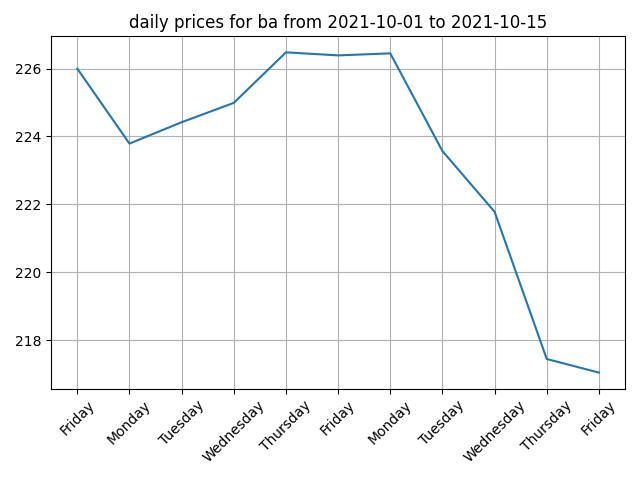 daily prices for ba from 2021-10-01 to 2021-10-15
226
224
222
220
218
Friday
Monday
Tuesday
Wednesday
Thursday
Friday
Monday
Tuesday
Wednesday
Thursday
Friday